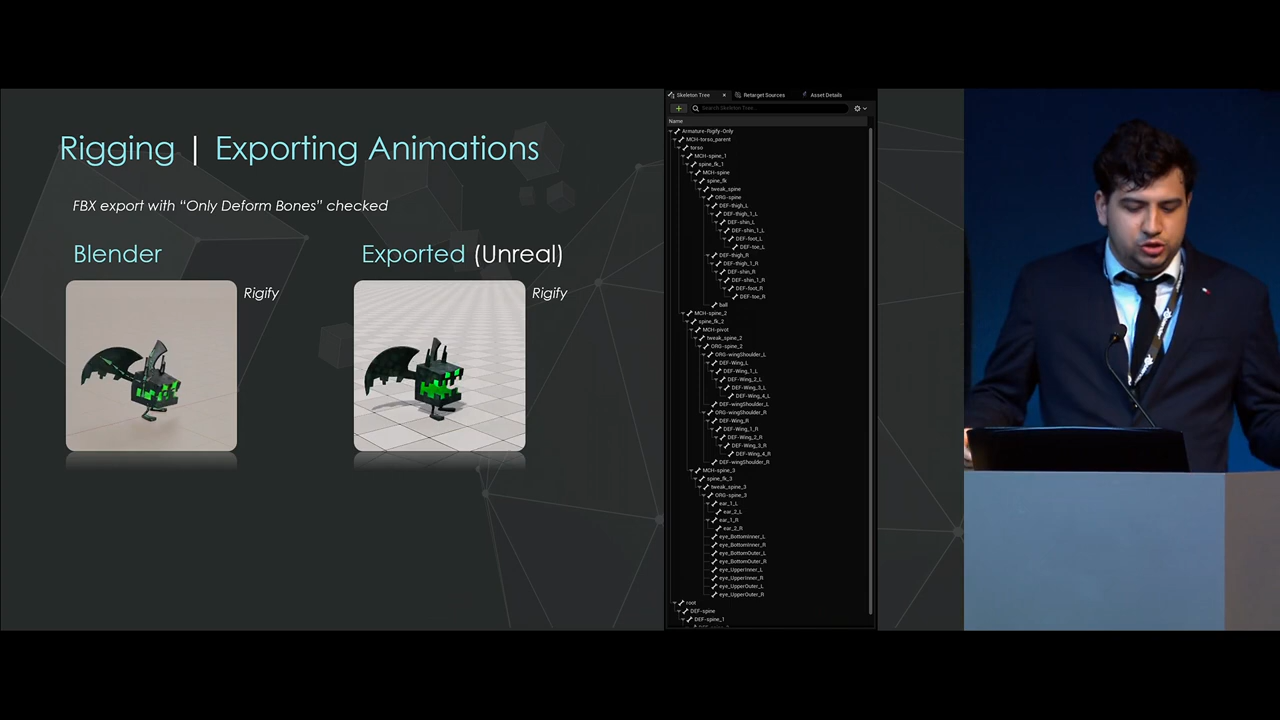 Rigging | Exporting Animations
FBX export with “Only Deform Bones” checked
Blender
Rigify
Exported (Unreal)
Rigify
Skeleton Tree
Retarget Sources
Asset Details
Search Skeleton Tree
Name
Armature-Rigify-Only
MCH-torso_parent
torso
MCH-spine_1
spine_fk_1
MCH-spine
spine_fk
tweak_spine
ORG-spine
DEF-thigh_L
DEF-thigh_1_L
DEF-shin_L
DEF-shin_1_L
DEF-foot_L
DEF-toe_L
DEF-thigh_R
DEF-thigh_1_R
DEF-shin_R
DEF-shin_1_R
DEF-foot_R
DEF-toe_R
MCH-spine_2
spine_fk_2
MCH-pivot
tweak_spine_2
ORG-spine_2
ORG-wingShoulder_L
DEF-Wing_L
DEF-Wing_1_L
DEF-Wing_2_L
DEF-Wing_3_L
DEF-Wing_4_L
DEF-wingShoulder_L
ORG-wingShoulder_R
DEF-Wing_R
DEF-Wing_1_R
DEF-Wing_2_R
DEF-Wing_3_R
DEF-Wing_4_R
DEF-wingShoulder_R
MCH-spine_3
spine_fk_3
tweak_spine_3
ORG-spine_3
ear_1_L
ear_2_L
ear_1_R
ear_2_R
eye_BottomInner_L
eye_BottomInner_R
eye_BottomOuter_L
eye_BottomOuter_R
eye_UpperInner_L
eye_UpperInner_R
eye_UpperOuter_L
eye_UpperOuter_R
root
DEF-spine
DEF-spine_1